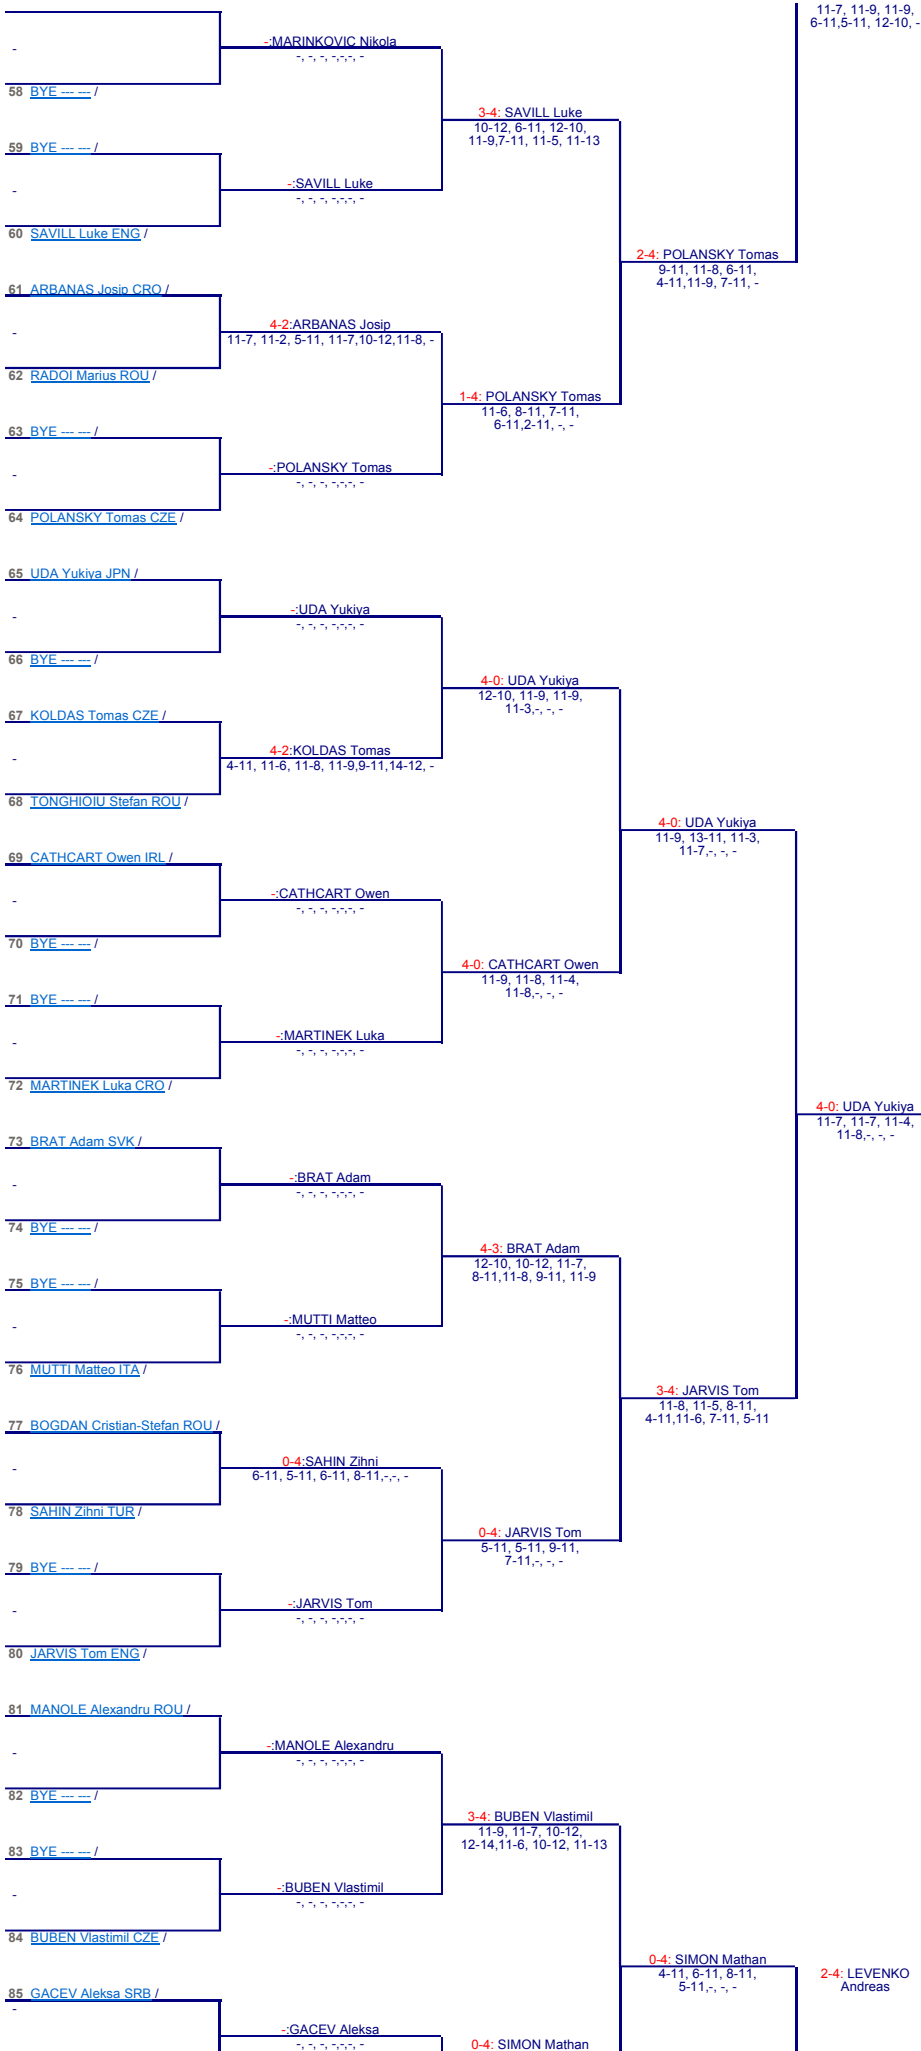 11-7, 11-9, 11-9,
6-11,5-11, 12-10, -
-
-:MARINKOVIC Nikola
-, -, -, -,-,-, -
58 BYE --- --- /
3-4: SAVILL Luke
10-12, 6-11, 12-10,
11-9,7-11, 11-5, 11-13
59 BYE --- --- /
-
-:SAVILL Luke
-, -, -, -,-,-, -
60 SAVILL Luke ENG /
2-4: POLANSKY Tomas
9-11, 11-8, 6-11,
4-11,11-9, 7-11, -
61 ARBANAS Josip CRO /
-
4-2:ARBANAS Josip
11-7, 11-2, 5-11, 11-7,10-12,11-8, -
62 RADOI Marius ROU /
1-4: POLANSKY Tomas
11-6, 8-11, 7-11,
6-11,2-11, -, -
63 BYE --- --- /
-
-:POLANSKY Tomas
-, -, -, -,-,-, -
64 POLANSKY Tomas CZE /
65 UDA Yukiya JPN /
-
-:UDA Yukiya
-, -, -, -,-,-, -
66 BYE --- --- /
4-0: UDA Yukiya
12-10, 11-9, 11-9,
11-3,-, -, -
67 KOLDAS Tomas CZE /
-
4-2:KOLDAS Tomas
4-11, 11-6, 11-8, 11-9,9-11,14-12, -
68 TONGHIOIU Stefan ROU /
4-0: UDA Yukiya
11-9, 13-11, 11-3,
11-7,-, -, -
69 CATHCART Owen IRL /
-
-:CATHCART Owen
-, -, -, -,-,-, -
70 BYE --- --- /
4-0: CATHCART Owen
11-9, 11-8, 11-4,
11-8,-, -, -
71 BYE --- --- /
-
-:MARTINEK Luka
-, -, -, -,-,-, -
72 MARTINEK Luka CRO /
4-0: UDA Yukiya
11-7, 11-7, 11-4,
11-8,-, -, -
73 BRAT Adam SVK /
-
-:BRAT Adam
-, -, -, -,-,-, -
74 BYE --- --- /
4-3: BRAT Adam
12-10, 10-12, 11-7,
8-11,11-8, 9-11, 11-9
75 BYE --- --- /
-
-:MUTTI Matteo
-, -, -, -,-,-, -
76 MUTTI Matteo ITA /
3-4: JARVIS Tom
11-8, 11-5, 8-11,
4-11,11-6, 7-11, 5-11
77 BOGDAN Cristian-Stefan ROU /
-
0-4:SAHIN Zihni
6-11, 5-11, 6-11, 8-11,-,-, -
78 SAHIN Zihni TUR /
0-4: JARVIS Tom
5-11, 5-11, 9-11,
7-11,-, -, -
79 BYE --- --- /
-
-:JARVIS Tom
-, -, -, -,-,-, -
80 JARVIS Tom ENG /
81 MANOLE Alexandru ROU /
-
-:MANOLE Alexandru
-, -, -, -,-,-, -
82 BYE --- --- /
3-4: BUBEN Vlastimil
11-9, 11-7, 10-12,
12-14,11-6, 10-12, 11-13
83 BYE --- --- /
-
-:BUBEN Vlastimil
-, -, -, -,-,-, -
84 BUBEN Vlastimil CZE /
0-4: SIMON Mathan
4-11, 6-11, 8-11,
5-11,-, -, -
2-4: LEVENKO
Andreas
85 GACEV Aleksa SRB /
-
-:GACEV Aleksa
-, -, -, -,-,-, -
0-4: SIMON Mathan